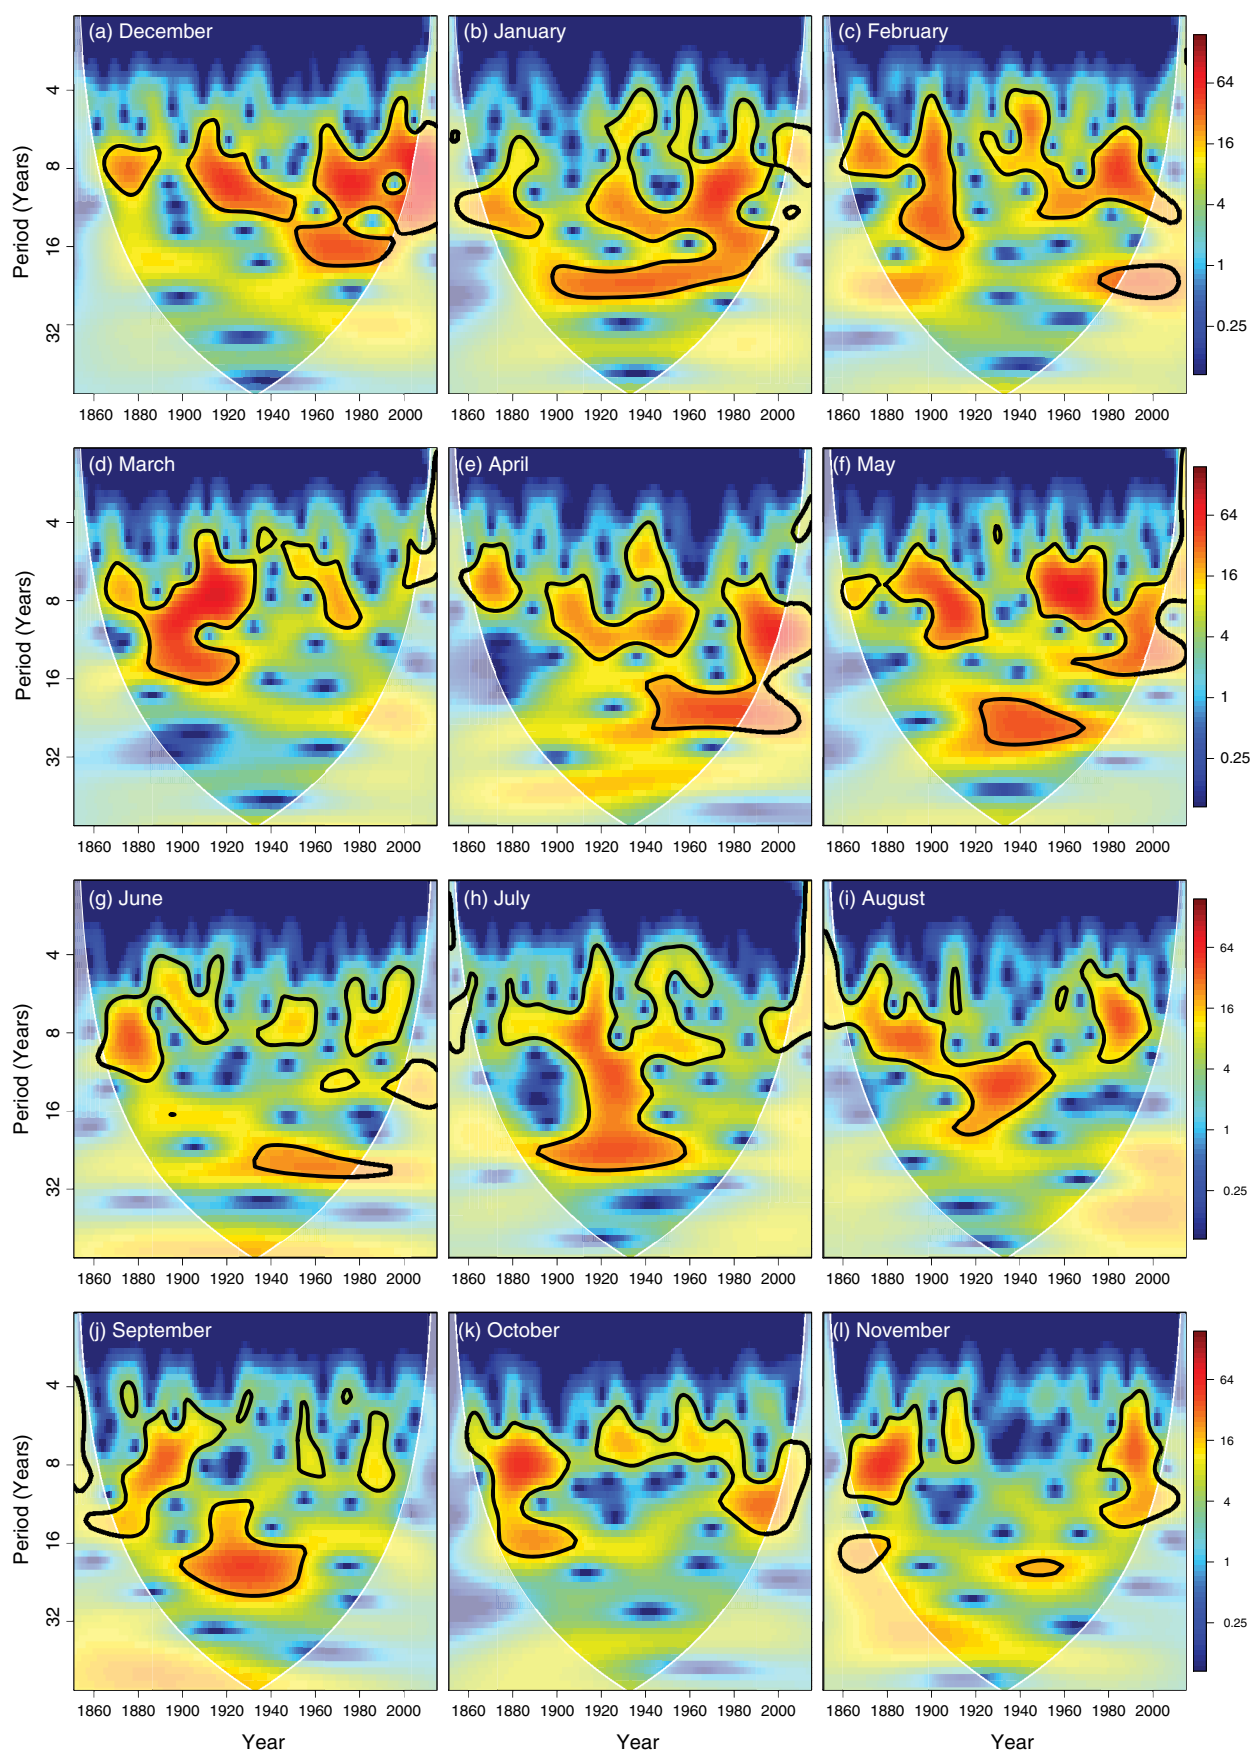 (a) December
(b) January
(c) February
Period (Years)
4
8
16
32
64
16
4
1
0.25
1860 1880 1900 1920 1940 1960 1980 2000
1860 1880 1900 1920 1940 1960 1980 2000
1860 1880 1900 1920 1940 1960 1980 2000
(d) March
(e) April
(f) May
Period (Years)
4
8
16
32
64
16
4
1
0.25
1860 1880 1900 1920 1940 1960 1980 2000
1860 1880 1900 1920 1940 1960 1980 2000
1860 1880 1900 1920 1940 1960 1980 2000
(g) June
(h) July
(i) August
Period (Years)
4
8
16
32
64
16
4
1
0.25
1860 1880 1900 1920 1940 1960 1980 2000
1860 1880 1900 1920 1940 1960 1980 2000
1860 1880 1900 1920 1940 1960 1980 2000
(j) September
(k) October
(l) November
Period (Years)
4
8
16
32
64
16
4
1
0.25
1860 1880 1900 1920 1940 1960 1980 2000
1860 1880 1900 1920 1940 1960 1980 2000
1860 1880 1900 1920 1940 1960 1980 2000
Year
Year
Year